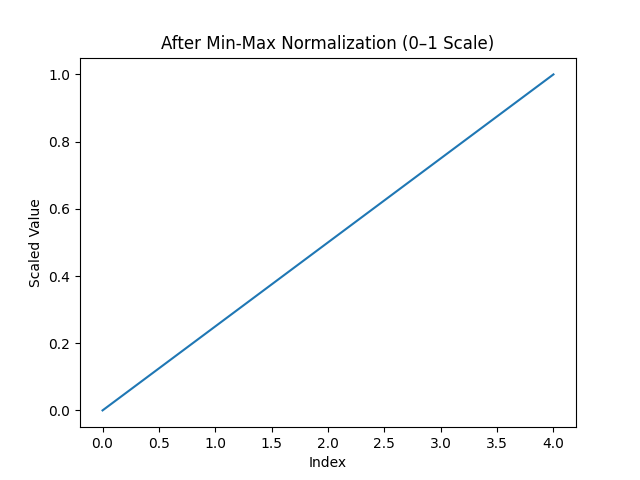 After Min-Max Normalization (0–1 Scale)
1.0
0.8
0.6
0.4
0.2
0.0
Scaled Value
0.0 0.5 1.0 1.5 2.0 2.5 3.0 3.5 4.0
Index